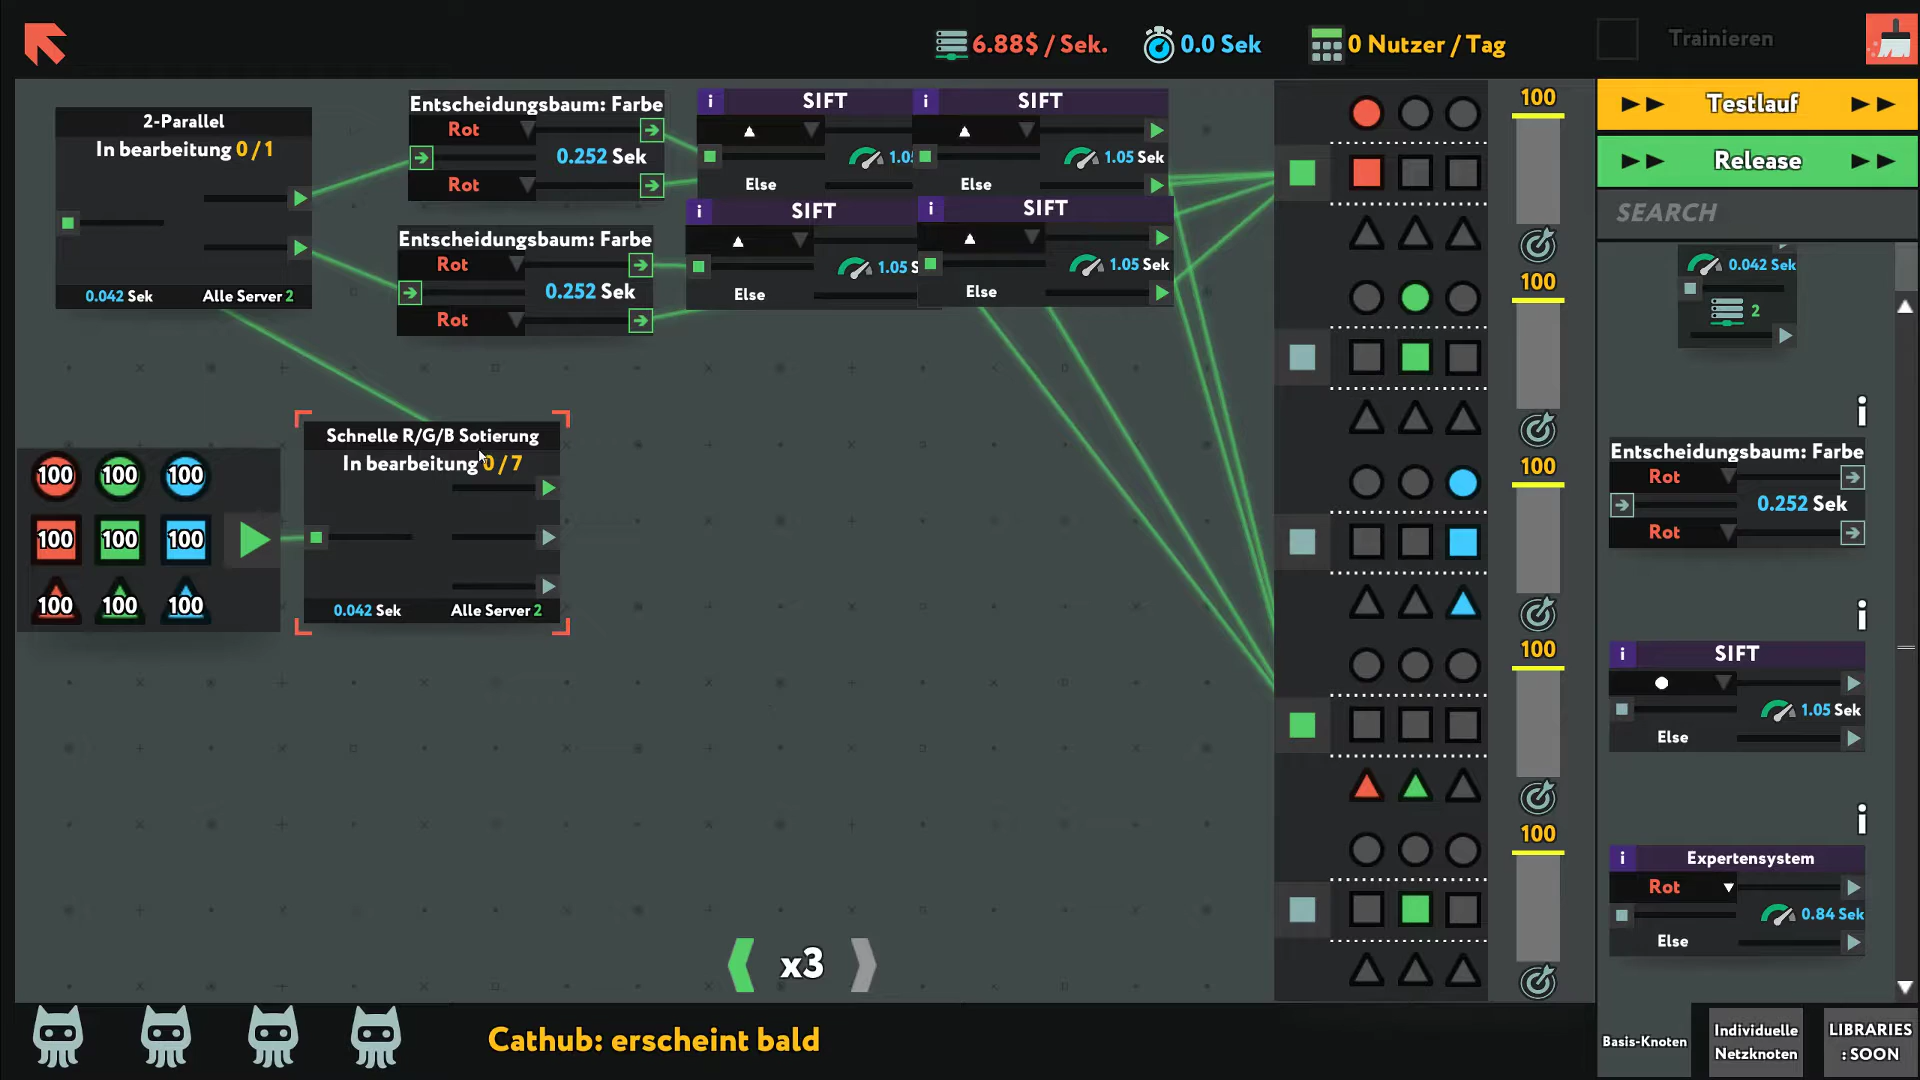 6.88$ / Sek.
0.0 Sek
0 Nutzer / Tag
Trainieren
2-Parallel
In bearbeitung 0 / 1
0.042 Sek
Alle Server 2
Entscheidungsbaum: Farbe
Rot
0.252 Sek
Rot
Entscheidungsbaum: Farbe
Rot
0.252 Sek
Rot
i SIFT
1.05
Else
i SIFT
1.05 Sek
Else
i SIFT
1.05 S
Else
i SIFT
1.05 Sek
Else
Schnelle R/G/B Sotierung
In bearbeitung 0 / 7
0.042 Sek
Alle Server 2
100 100 100
100 100 100
100 100 100
100
100
100
100
100
x3
Testlauf
Release
SEARCH
0.042 Sek
2
i
Entscheidungsbaum: Farbe
Rot
0.252 Sek
Rot
i
i SIFT
1.05 Sek
Else
i
i Expertensystem
Rot
0.84 Sek
Else
Cathub: erscheint bald
Basis-Knoten
Individuelle
Netzknoten
LIBRARIES
: SOON